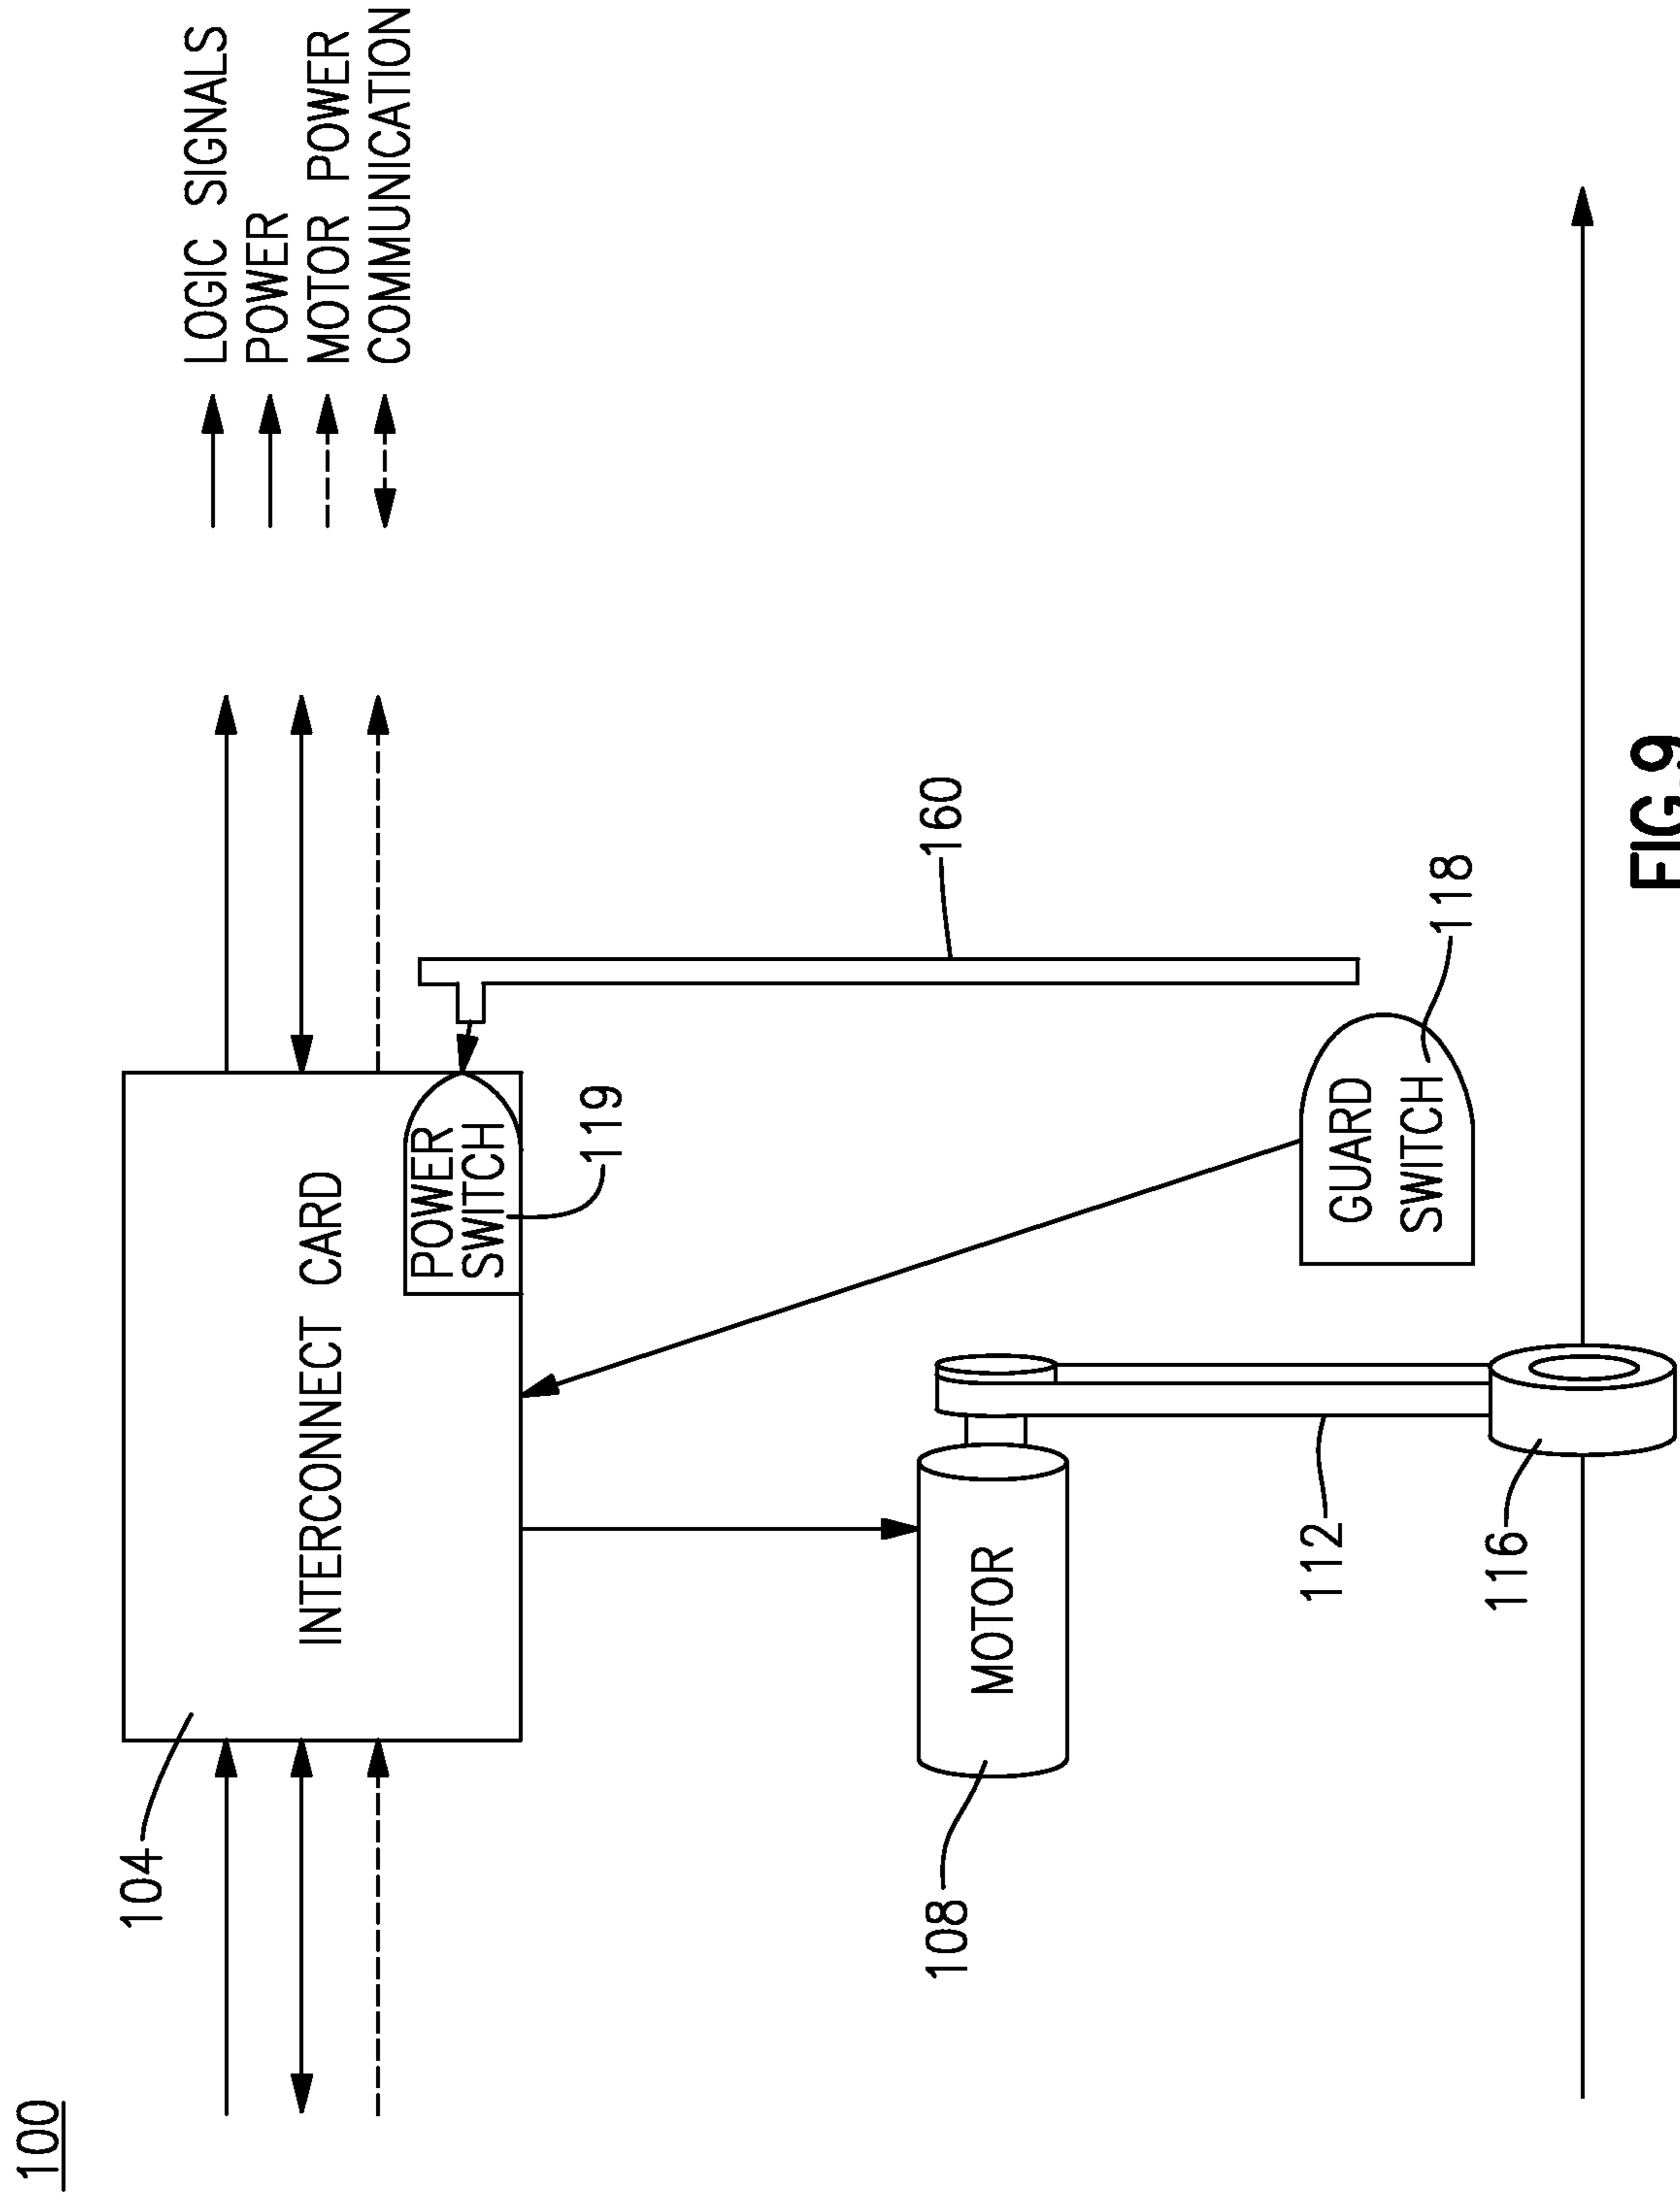 100
LOGIC SIGNALS
POWER
MOTOR POWER
COMMUNICATION
104
INTERCONNECT CARD
POWER
SWITCH
119
160
108
MOTOR
112
GUARD
SWITCH
118
116
FIG.9